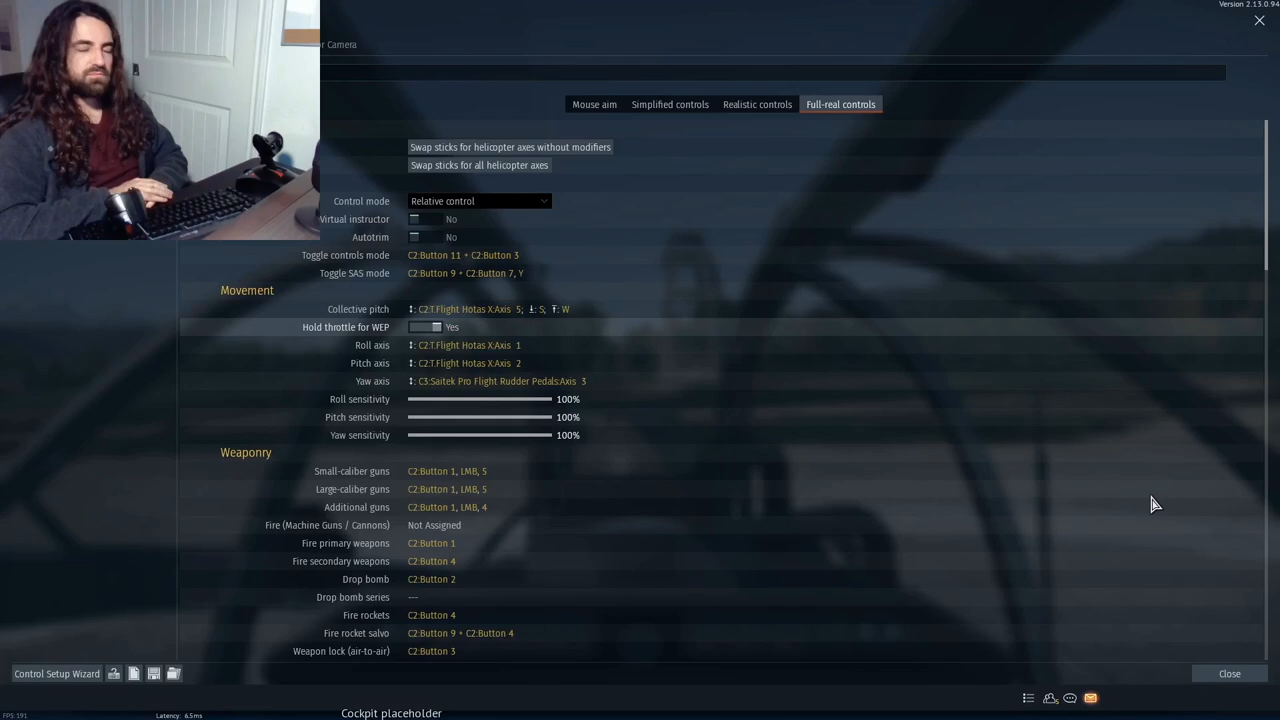 Version 2.13.0.94
r Camera
Mouse aim Simplified controls Realistic controls Full-real controls
Swap sticks for helicopter axes without modifiers
Swap sticks for all helicopter axes
Control mode Relative control
Virtual instructor No
Autotrim No
Toggle controls mode C2:Button 11 + C2:Button 3
Toggle SAS mode C2:Button 9 + C2:Button 7, Y
Movement
Collective pitch : C2:T.Flight Hotas X:Axis 5; : S; : W
Hold throttle for WEP Yes
Roll axis : C2:T.Flight Hotas X:Axis 1
Pitch axis : C2:T.Flight Hotas X:Axis 2
Yaw axis : C3:Saitek Pro Flight Rudder Pedals:Axis 3
Roll sensitivity 100%
Pitch sensitivity 100%
Yaw sensitivity 100%
Weaponry
Small-caliber guns C2:Button 1, LMB, 5
Large-caliber guns C2:Button 1, LMB, 5
Additional guns C2:Button 1, LMB, 4
Fire (Machine Guns / Cannons) Not Assigned
Fire primary weapons C2:Button 1
Fire secondary weapons C2:Button 4
Drop bomb C2:Button 2
Drop bomb series ---
Fire rockets C2:Button 4
Fire rocket salvo C2:Button 9 + C2:Button 4
Weapon lock (air-to-air) C2:Button 3
Control Setup Wizard Close
5
FPS:191 Latency: 6.5ms Cockpit placeholder